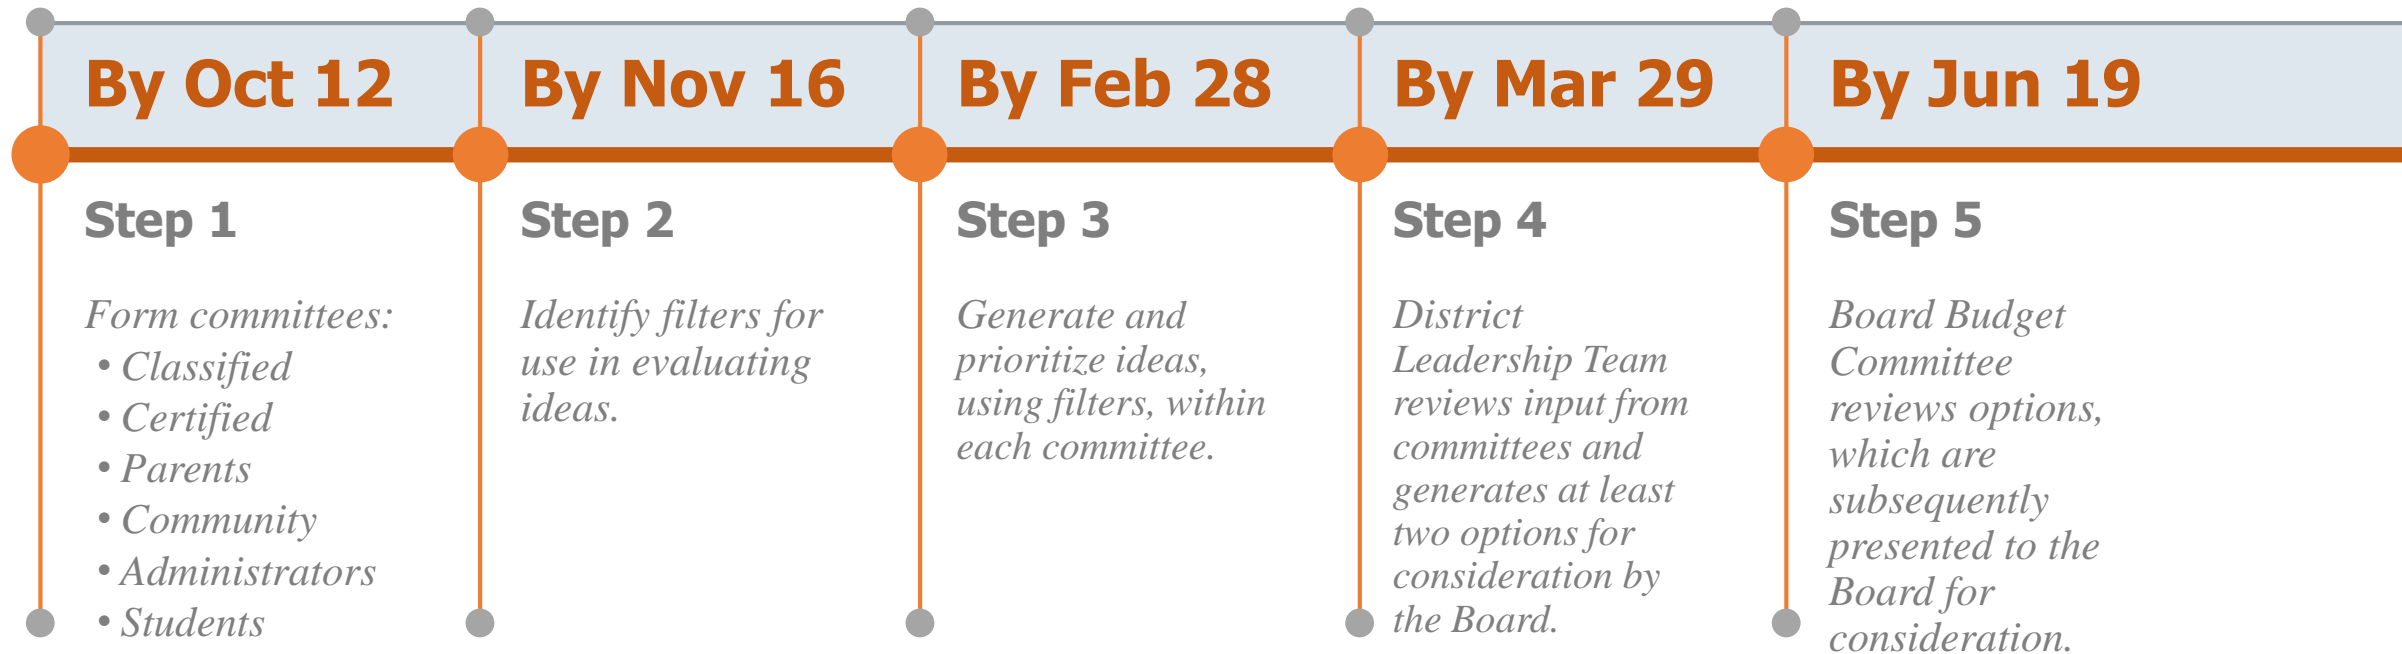 By Oct 12
By Nov 16
By Feb 28
By Mar 29
By Jun 19
Step 1
Form committees:
• Classified
• Certified
• Parents
• Community
• Administrators
• Students
Step 2
Identify filters for
use in evaluating
ideas.
Step 3
Generate and
prioritize ideas,
using filters, within
each committee.
Step 4
District
Leadership Team
reviews input from
committees and
generates at least
two options for
consideration by
the Board.
Step 5
Board Budget
Committee
reviews options,
which are
subsequently
presented to the
Board for
consideration.